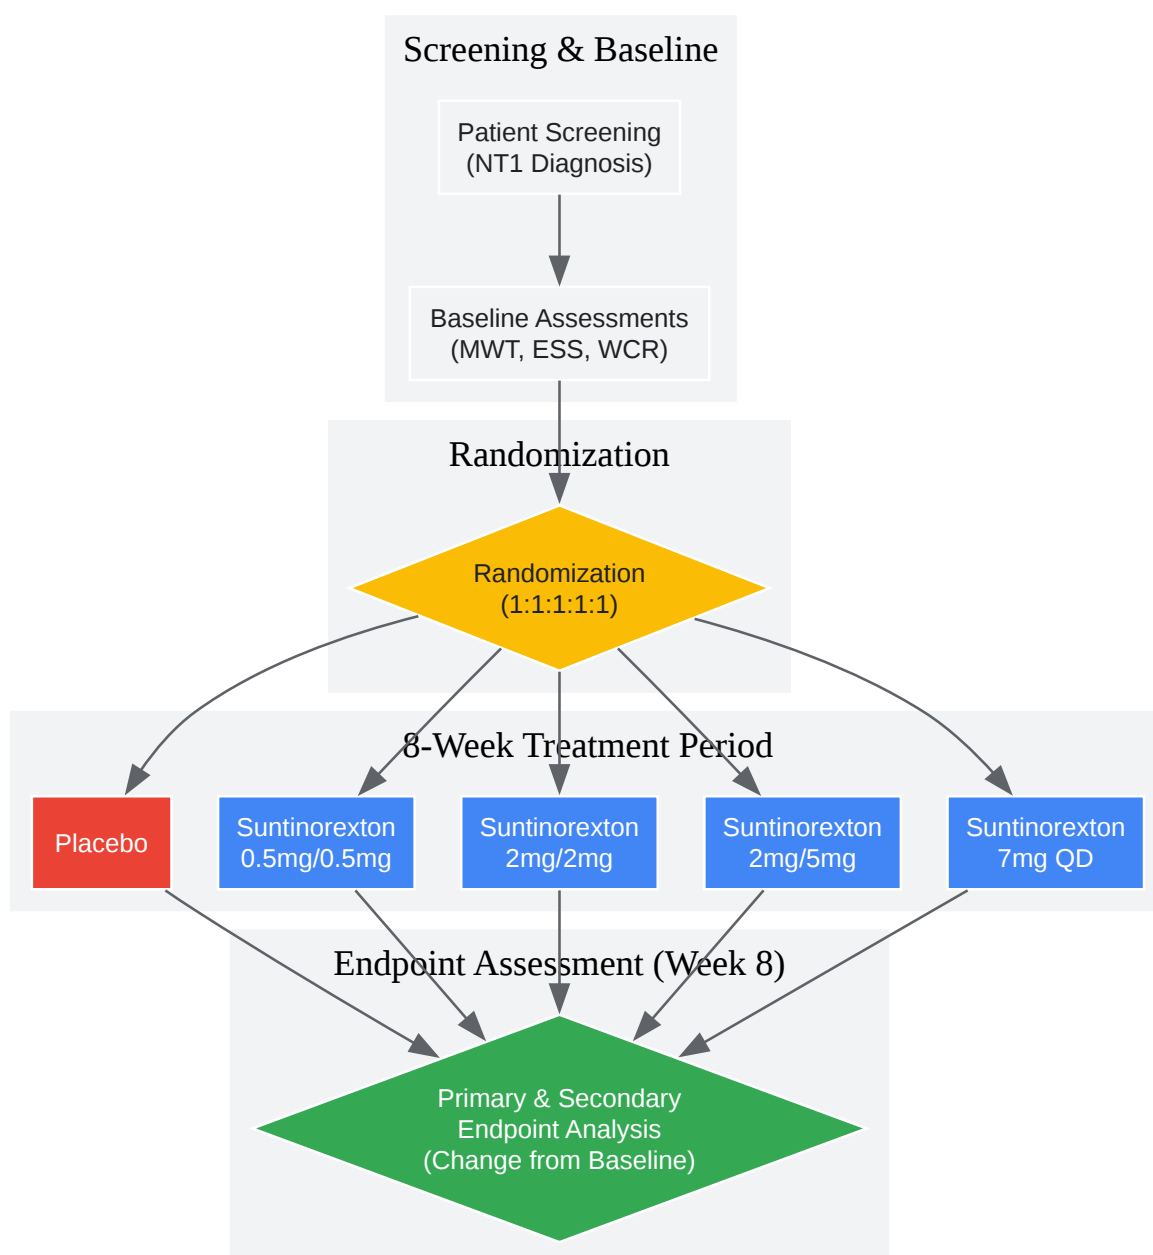 Screening & Baseline
Patient Screening
(NT1 Diagnosis)
Baseline Assessments
(MWT, ESS, WCR)
Randomization
Randomization
(1:1:1:1:1)
8-Week Treatment Period
Placebo
Suntinorexton
0.5mg/0.5mg
Suntinorexton
2mg/2mg
Suntinorexton
2mg/5mg
Suntinorexton
7mg QD
Endpoint Assessment (Week 8)
Primary & Secondary
Endpoint Analysis
(Change from Baseline)